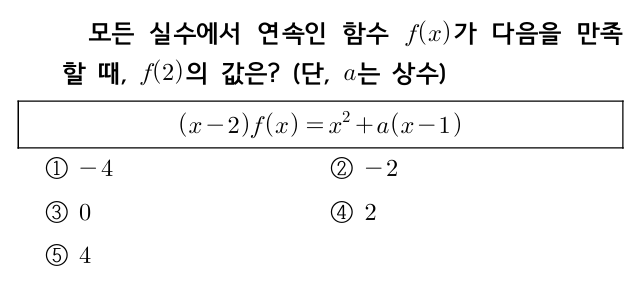 모든 실수에서 연속인 함수 f(x)가 다음을 만족
할 때, f(2)의 값은? (단, a는 상수)
(x−2)f(x)=x²+a(x−1)
① −4 ② −2
③ 0 ④ 2
⑤ 4